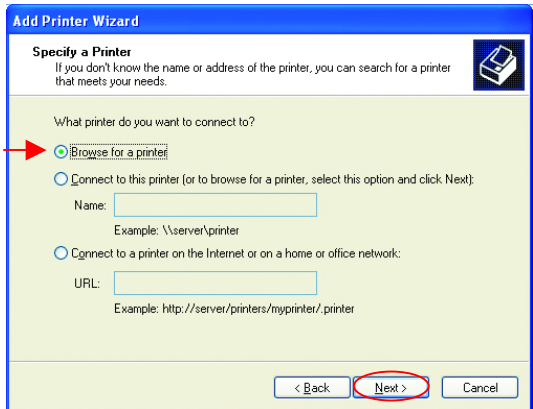 Add Printer Wizard
Specify a Printer
If you don't know the name or address of the printer, you can search for a printer
that meets your needs.
What printer do you want to connect to?
Browse for a printer
Connect to this printer (or to browse for a printer, select this option and click Next):
Name:
Example: \\server\printer
Connect to a printer on the Internet or on a home or office network:
URL:
Example: http://server/printers/myprinter/.printer
< Back
Next >
Cancel